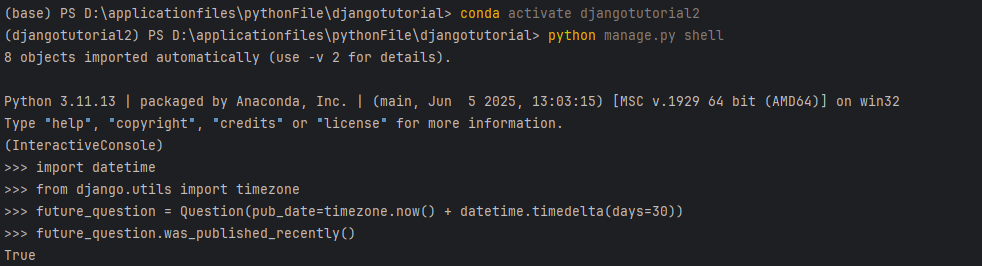 (base) PS D:\applicationfiles\pythonFile\djangotutorial> conda activate djangotutorial2
(djangotutorial2) PS D:\applicationfiles\pythonFile\djangotutorial> python manage.py shell
8 objects imported automatically (use -v 2 for details).
Python 3.11.13 | packaged by Anaconda, Inc. | (main, Jun  5 2025, 13:03:15) [MSC v.1929 64 bit (AMD64)] on win32
Type "help", "copyright", "credits" or "license" for more information.
(InteractiveConsole)
>>> import datetime
>>> from django.utils import timezone
>>> future_question = Question(pub_date=timezone.now() + datetime.timedelta(days=30))
>>> future_question.was_published_recently()
True